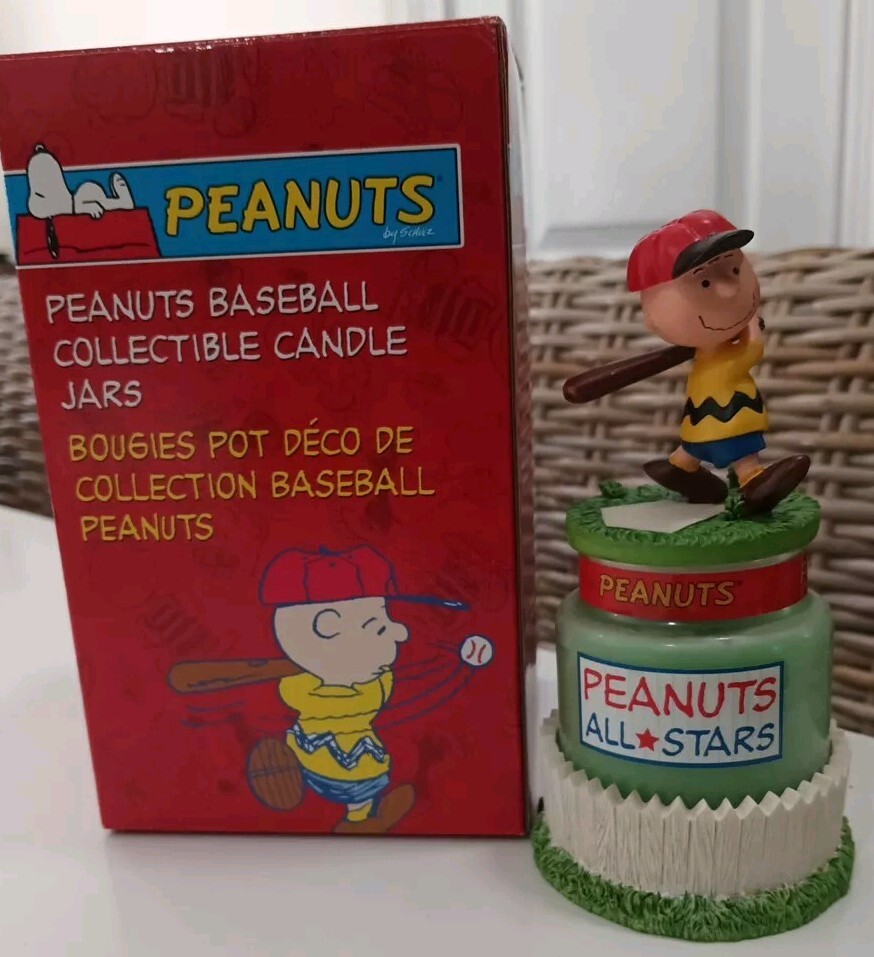 PEANUTS
by SCHULZ
PEANUTS BASEBALL
COLLECTIBLE CANDLE
JARS
BOUGIES POT DÉCO DE
COLLECTION BASEBALL
PEANUTS
PEANUTS
PEANUTS
ALL★STARS